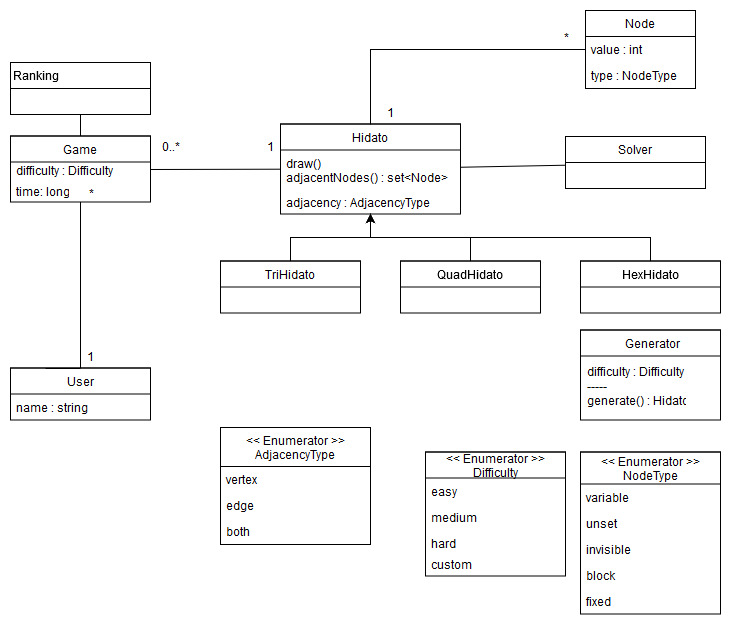 Node
value : int
type : NodeType
*
1
Ranking
Game
difficulty : Difficulty
time: long
*
0..*
1
Hidato
draw()
adjacentNodes() : set<Node>
adjacency : AdjacencyType
Solver
TriHidato
QuadHidato
HexHidato
Generator
difficulty : Difficulty
-----
generate() : Hidato
1
User
name : string
<< Enumerator >>
AdjacencyType
vertex
edge
both
<< Enumerator >>
Difficulty
easy
medium
hard
custom
<< Enumerator >>
NodeType
variable
unset
invisible
block
fixed